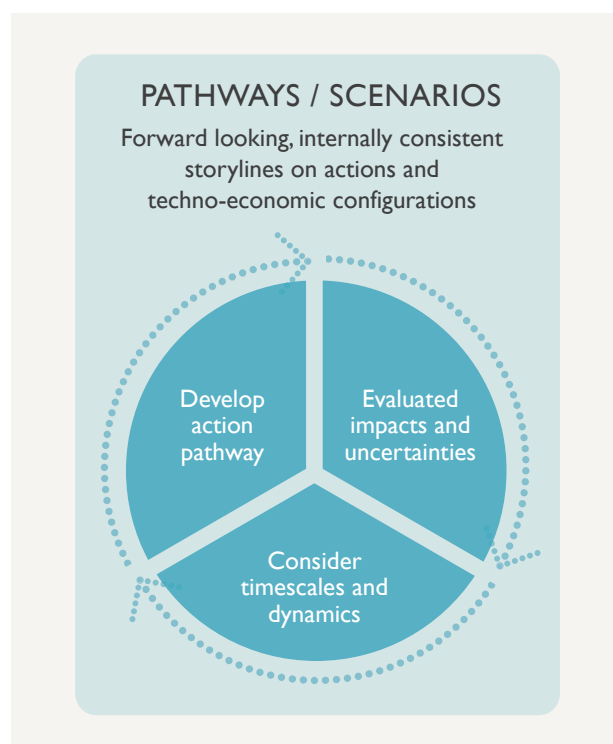 PATHWAYS / SCENARIOS
Forward looking, internally consistent
storylines on actions and
techno-economic configurations
Develop
action
pathway
Evaluated
impacts and
uncertainties
Consider
timescales and
dynamics